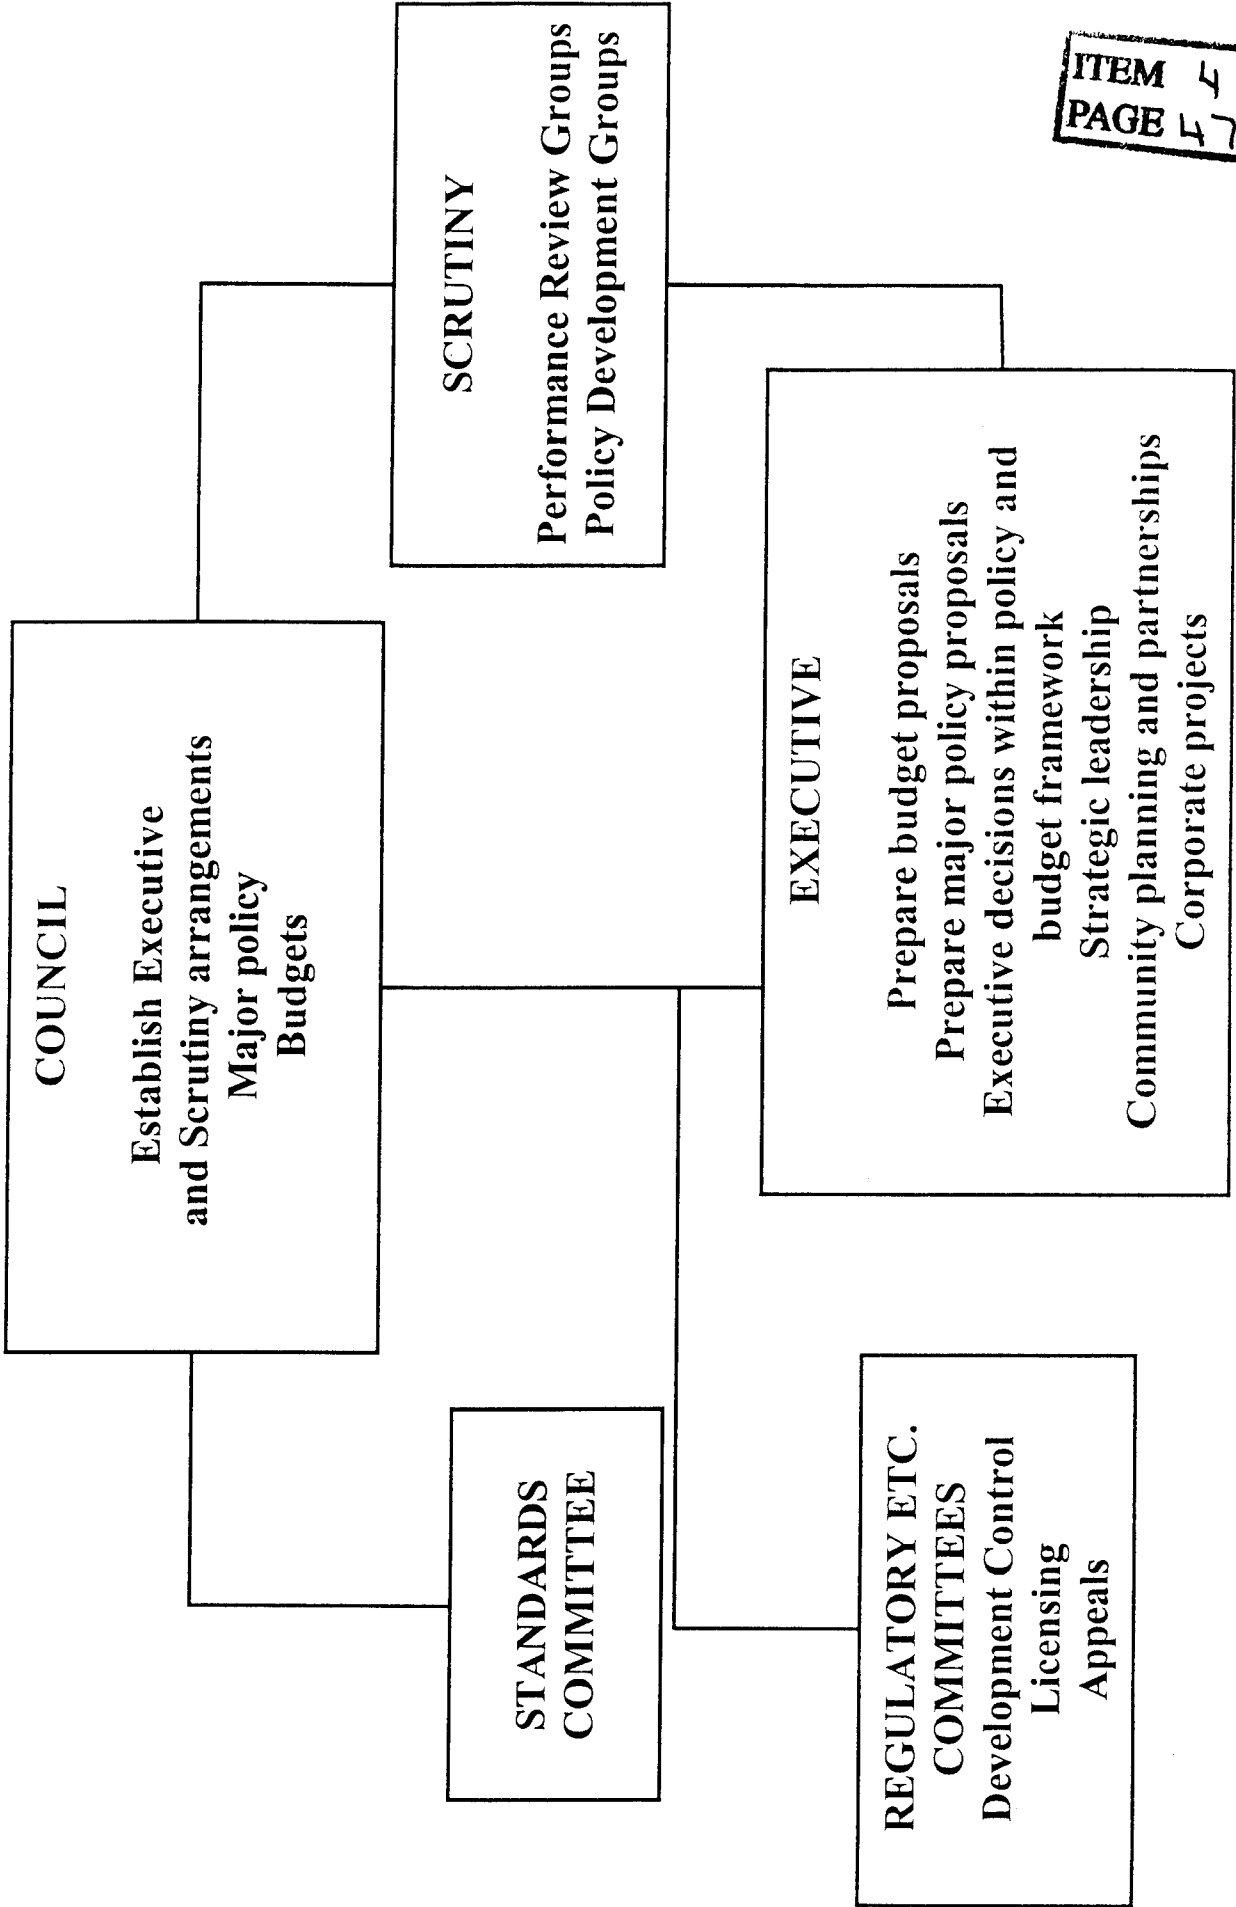 COUNCIL
Establish Executive
and Scrutiny arrangements
Major policy
Budgets
STANDARDS
COMMITTEE
SCRUTINY
Performance Review Groups
Policy Development Groups
REGULATORY ETC.
COMMITTEES
Development Control
Licensing
Appeals
EXECUTIVE
Prepare budget proposals
Prepare major policy proposals
Executive decisions within policy and
budget framework
Strategic leadership
Community planning and partnerships
Corporate projects
ITEM 4
PAGE 47